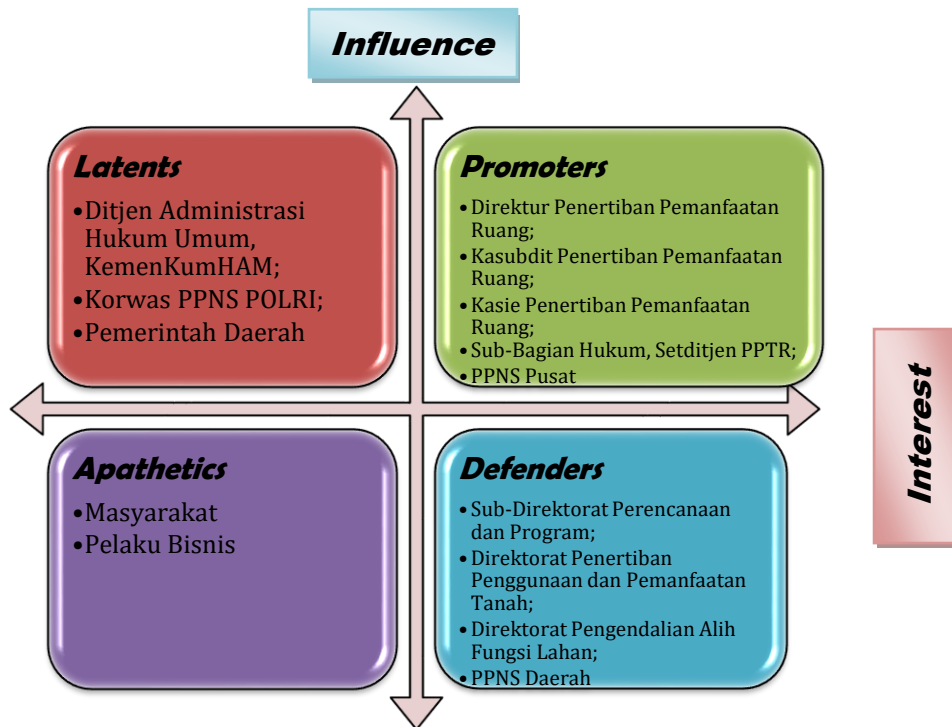 Influence
Latents
•Ditjen Administrasi
Hukum Umum,
KemenKumHAM;
•Korwas PPNS POLRI;
•Pemerintah Daerah
Promoters
•Direktur Penertiban Pemanfaatan
Ruang;
•Kasubdit Penertiban Pemanfaatan
Ruang;
•Kasie Penertiban Pemanfaatan
Ruang;
•Sub-Bagian Hukum, Setditjen PPTR;
•PPNS Pusat
Interest
Apathetics
•Masyarakat
•Pelaku Bisnis
Defenders
•Sub-Direktorat Perencanaan
dan Program;
•Direktorat Penertiban
Penggunaan dan Pemanfaatan
Tanah;
•Direktorat Pengendalian Alih
Fungsi Lahan;
•PPNS Daerah